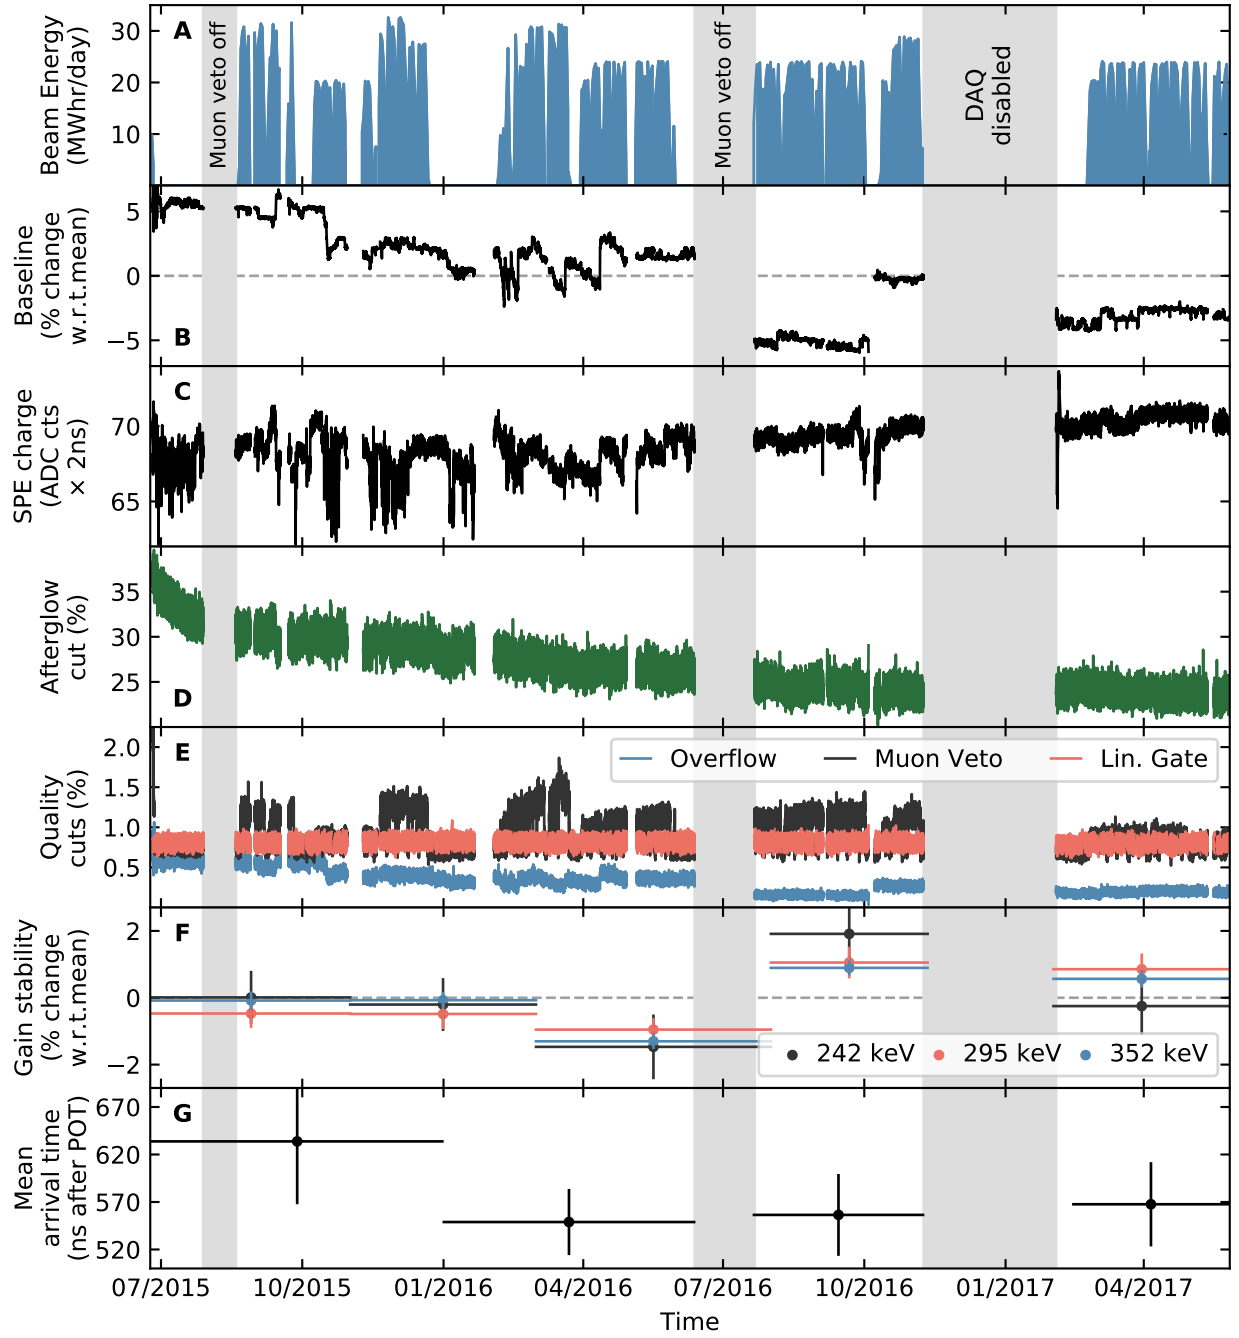 A
Beam Energy
(MWhr/day)
30
20
10
Muon veto off
Muon veto off
DAQ
disabled
B
Baseline
(% change
w.r.t.mean)
5
0
−5
C
SPE charge
(ADC cts
× 2ns)
70
65
D
Afterglow
cut (%)
35
30
25
E
Quality
cuts (%)
2.0
1.5
1.0
0.5
Overflow Muon Veto Lin. Gate
F
Gain stability
(% change
w.r.t.mean)
2
0
−2
242 keV 295 keV 352 keV
G
Mean
arrival time
(ns after POT)
670
620
570
520
07/2015 10/2015 01/2016 04/2016 07/2016 10/2016 01/2017 04/2017
Time